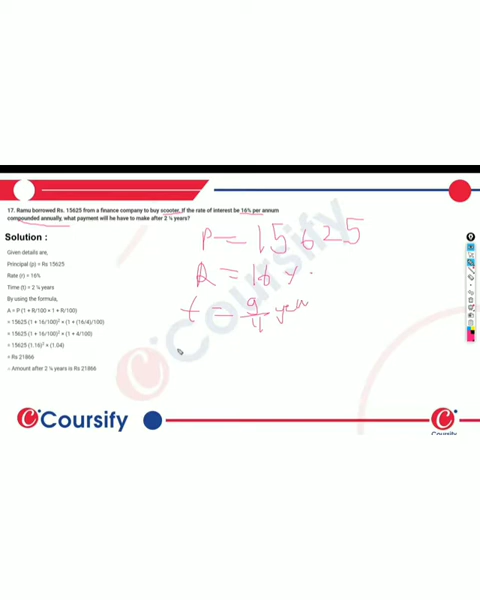 17. Ramu borrowed Rs. 15625 from a finance company to buy scooter. If the rate of interest be 16% per annum
compounded annually, what payment will he have to make after 2 ¼ years?
Solution :
Given details are,
Principal (p) = Rs 15625
Rate (r) = 16%
Time (t) = 2 ¼ years
By using the formula,
A = P (1 + R/100 × 1 + R/100)
= 15625 (1 + 16/100)² × (1 + (16/4)/100)
= 15625 (1 + 16/100)² × (1 + 4/100)
= 15625 (1.16)² × (1.04)
= Rs 21866
∴ Amount after 2 ¼ years is Rs 21866
P = 15625
R = 16 %.
t = 9/4 year
Coursify
Coursify
Coursify